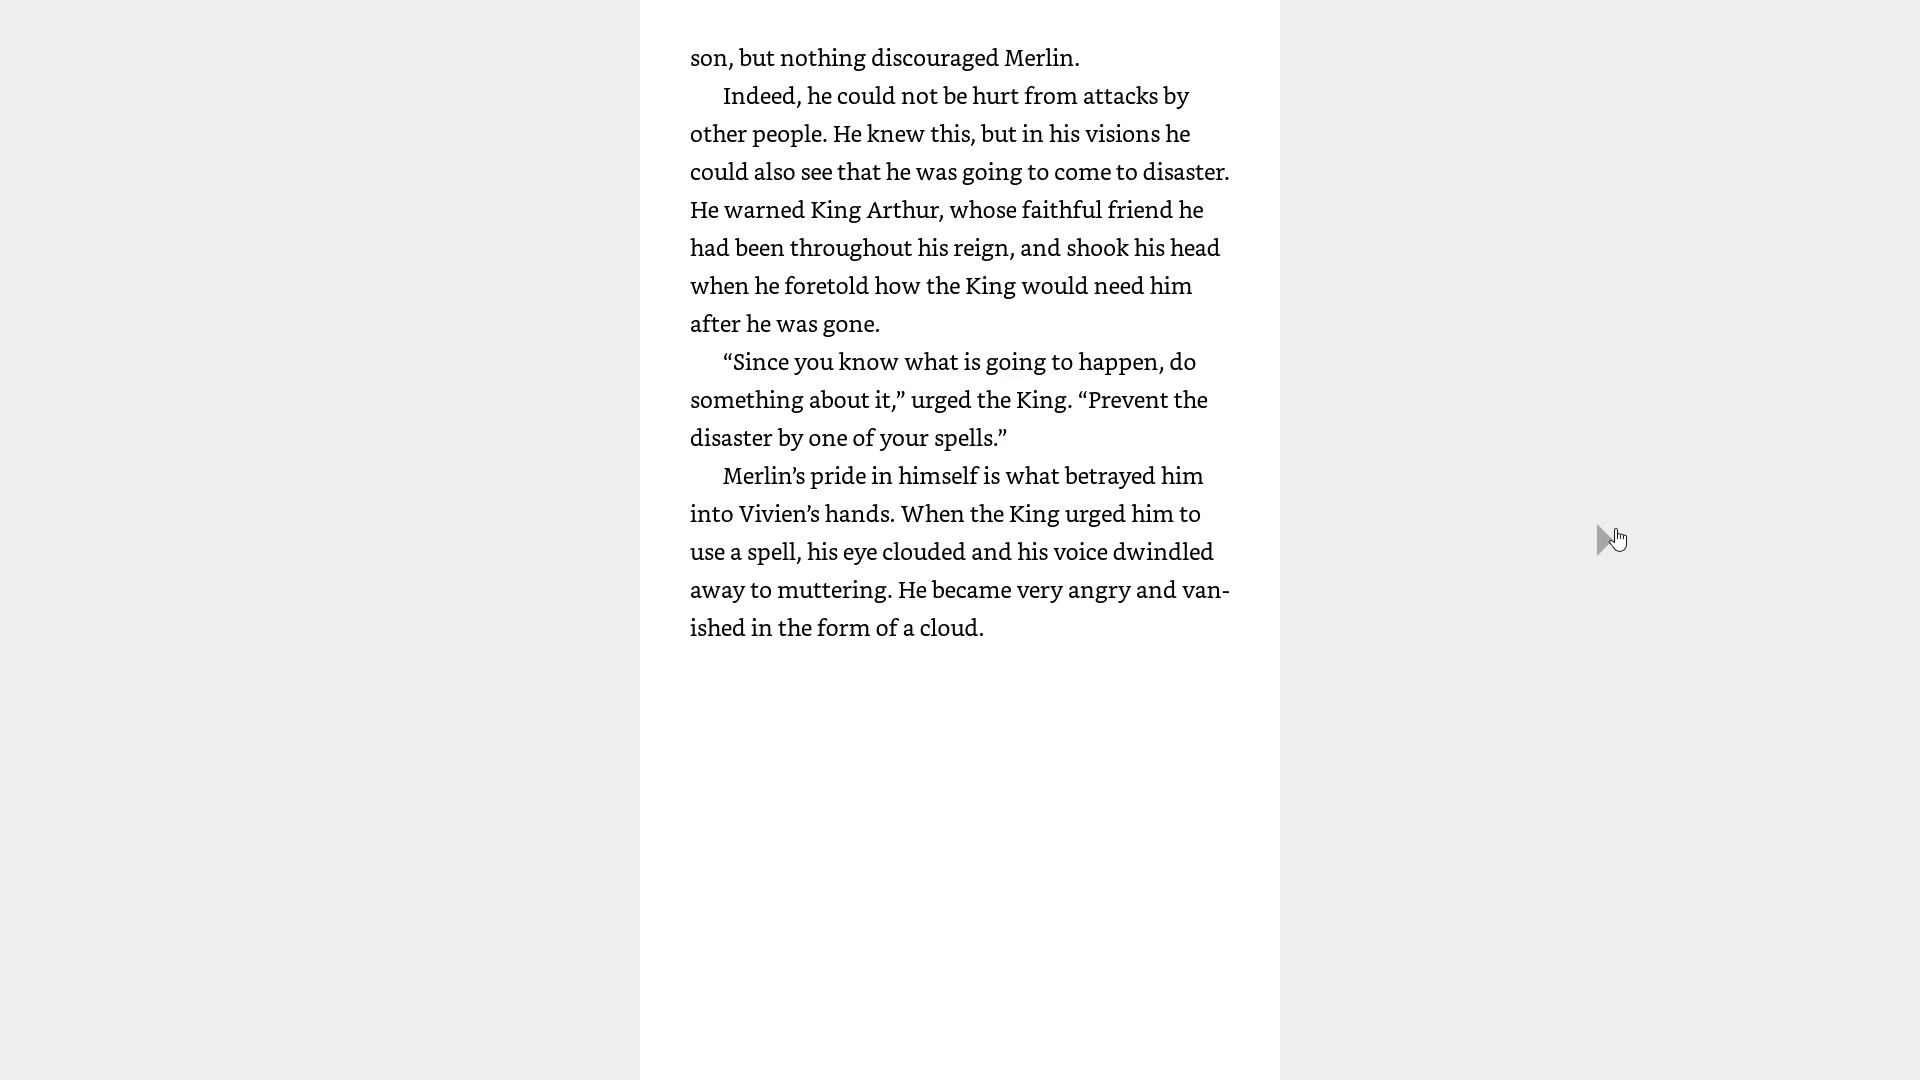 son, but nothing discouraged Merlin.
Indeed, he could not be hurt from attacks by
other people. He knew this, but in his visions he
could also see that he was going to come to disaster.
He warned King Arthur, whose faithful friend he
had been throughout his reign, and shook his head
when he foretold how the King would need him
after he was gone.
“Since you know what is going to happen, do
something about it,” urged the King. “Prevent the
disaster by one of your spells.”
Merlin’s pride in himself is what betrayed him
into Vivien’s hands. When the King urged him to
use a spell, his eye clouded and his voice dwindled
away to muttering. He became very angry and van-
ished in the form of a cloud.